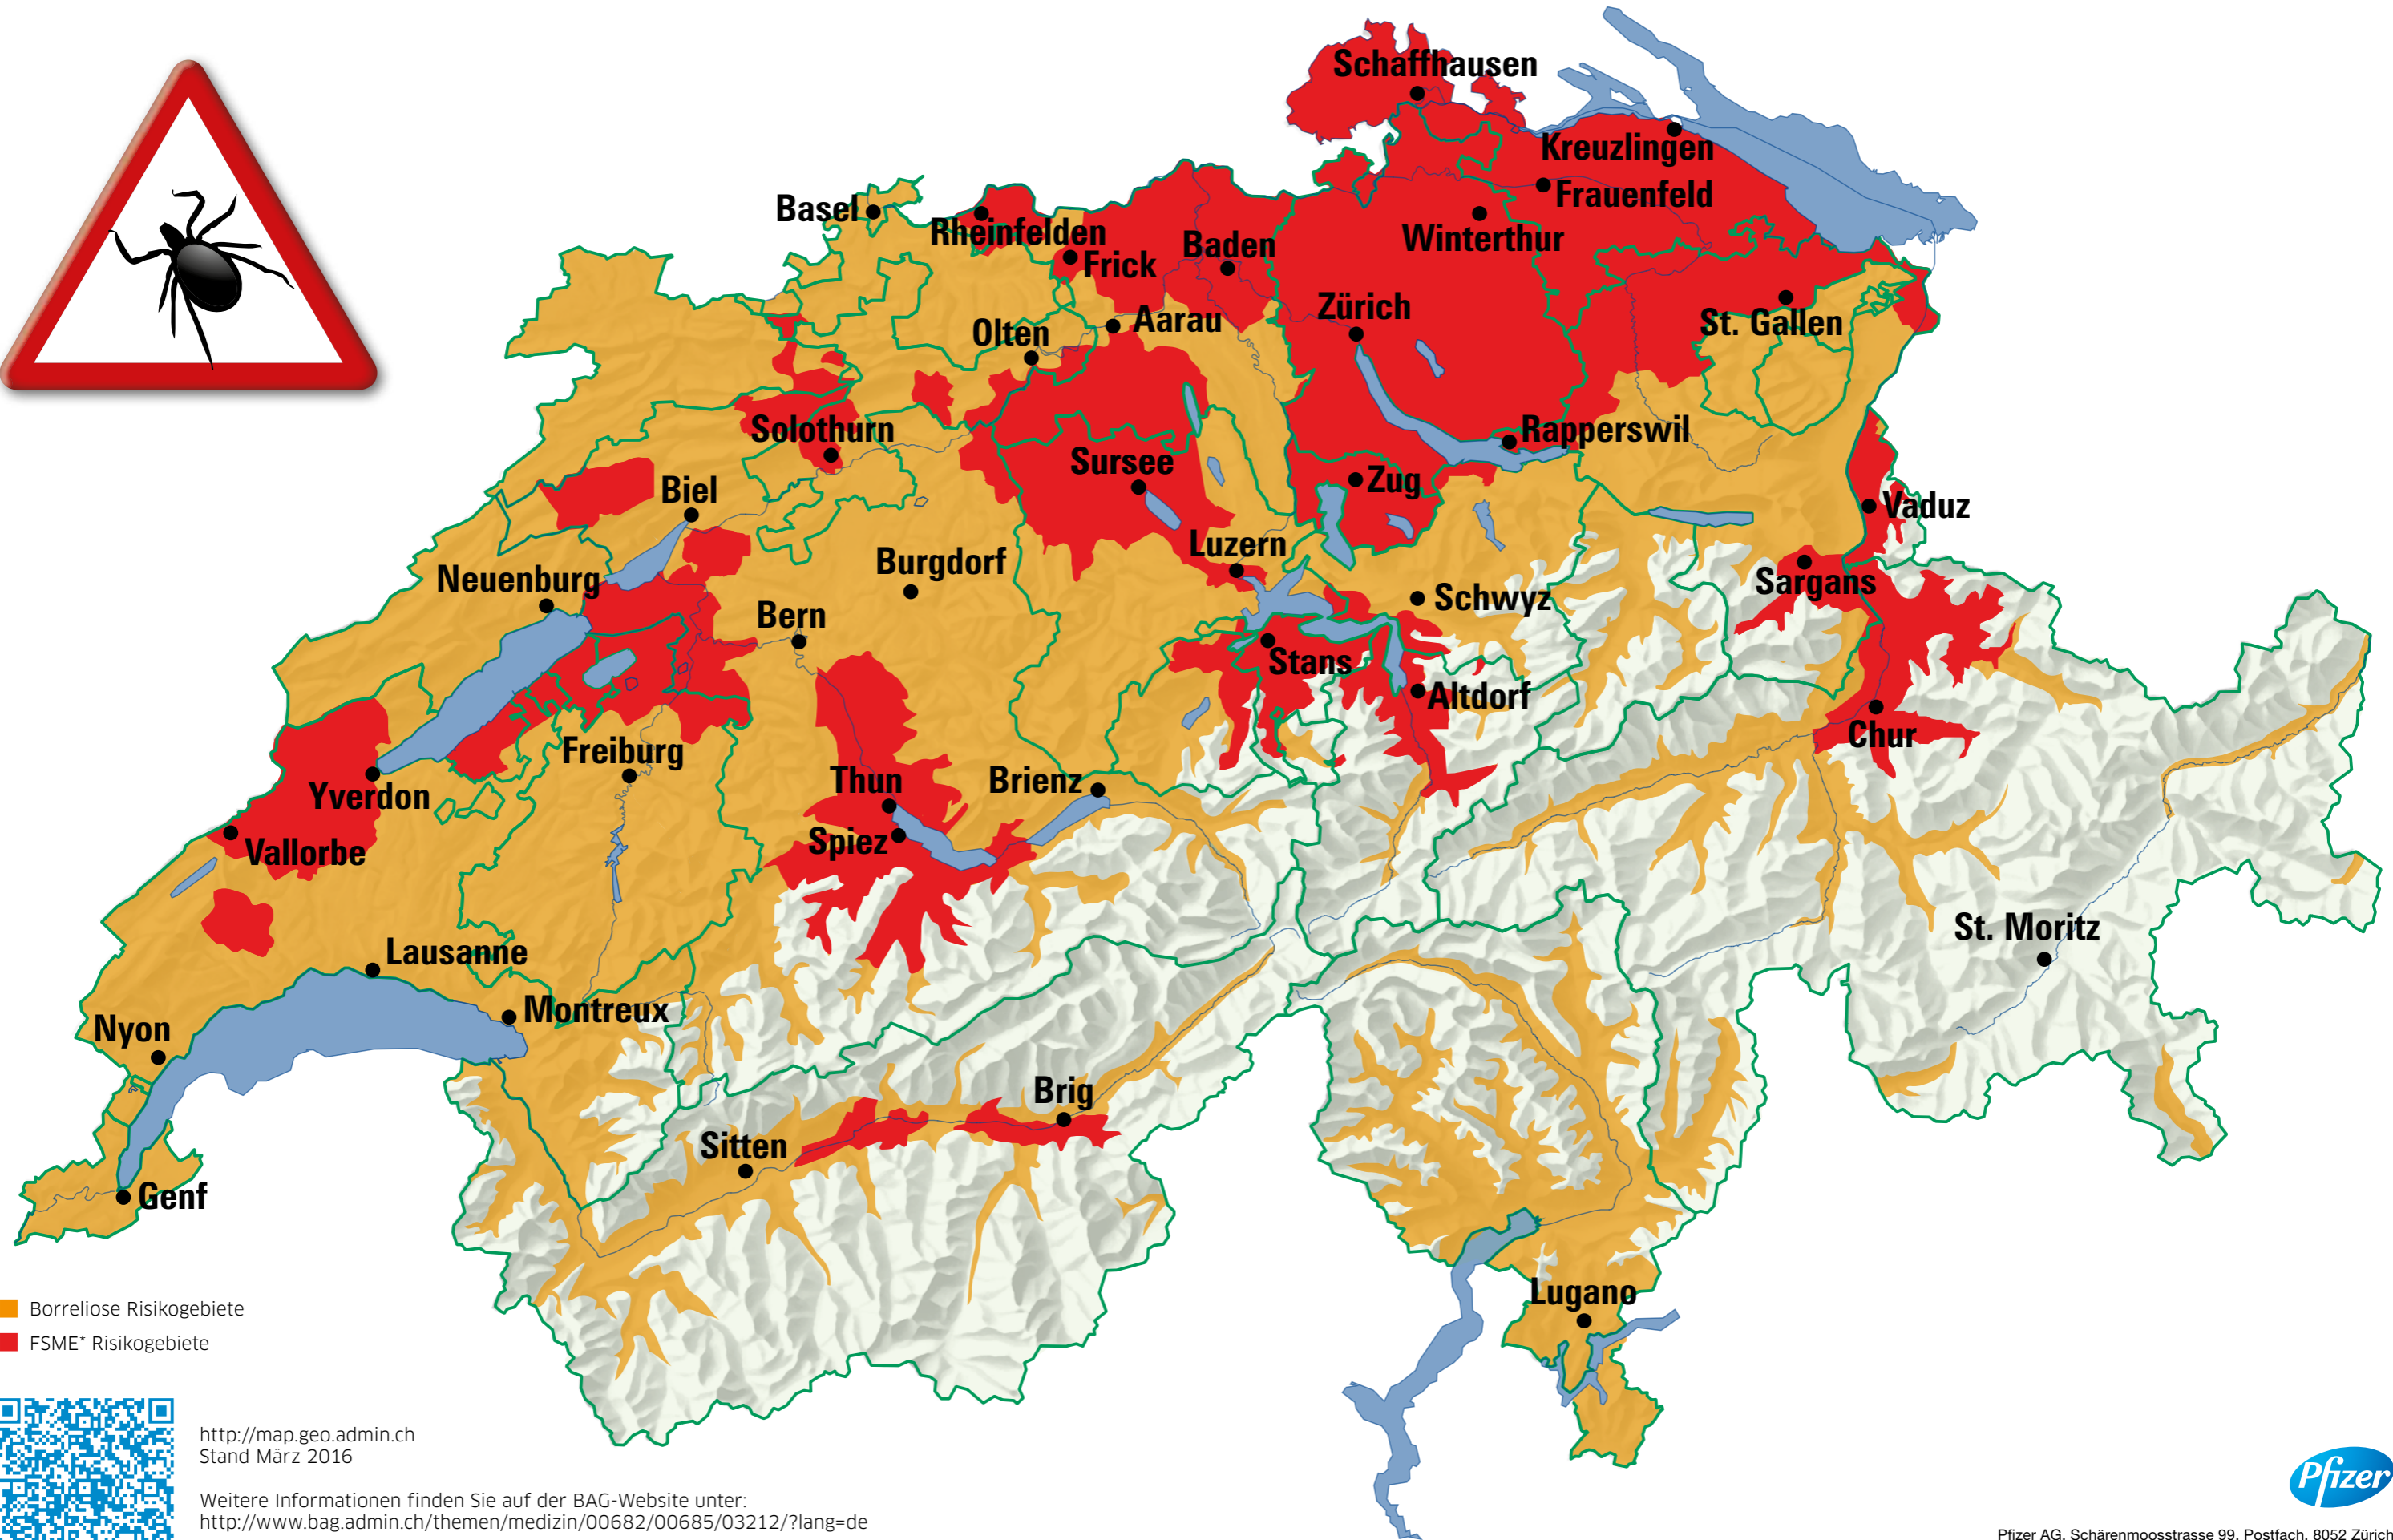 Schaffhausen
Kreuzlingen
Frauenfeld
Basel
Rheinfelden
Winterthur
Baden
Frick
Zürich
Aarau
St. Gallen
Olten
Solothurn
Rapperswil
Sursee
Zug
Biel
Vaduz
Luzern
Burgdorf
Neuenburg
Sargans
Schwyz
Bern
Stans
Altdorf
Chur
Freiburg
Thun
Brienz
Yverdon
Spiez
Vallorbe
St. Moritz
Lausanne
Montreux
Nyon
Brig
Sitten
Genf
Lugano
Borreliose Risikogebiete
FSME* Risikogebiete
http://map.geo.admin.ch
Stand März 2016
Weitere Informationen finden Sie auf der BAG-Website unter:
http://www.bag.admin.ch/themen/medizin/00682/00685/03212/?lang=de
Pfizer
Pfizer AG, Schärenmoosstrasse 99, Postfach, 8052 Zürich